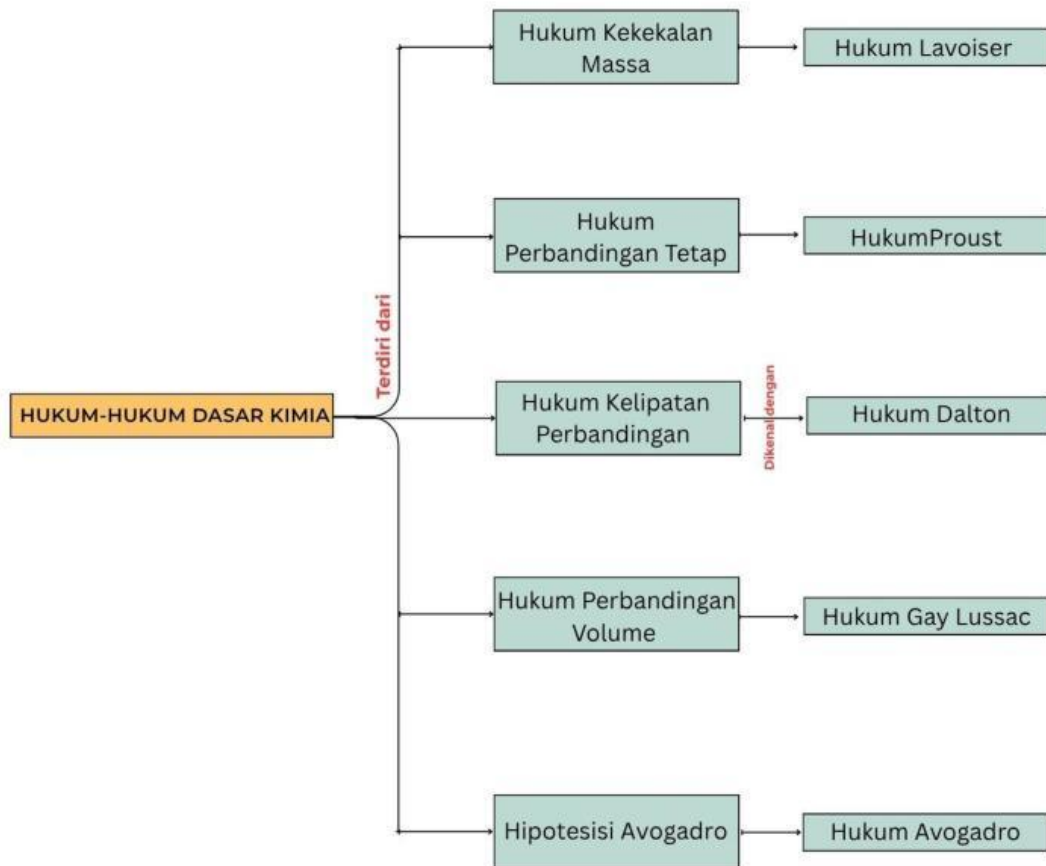 Hukum Kekekalan
Massa
Hukum Lavoiser
Hukum
Perbandingan Tetap
HukumProust
Terdiri dari
HUKUM-HUKUM DASAR KIMIA
Hukum Kelipatan
Perbandingan
Dikenal dengan
Hukum Dalton
Hukum Perbandingan
Volume
Hukum Gay Lussac
Hipotesisi Avogadro
Hukum Avogadro